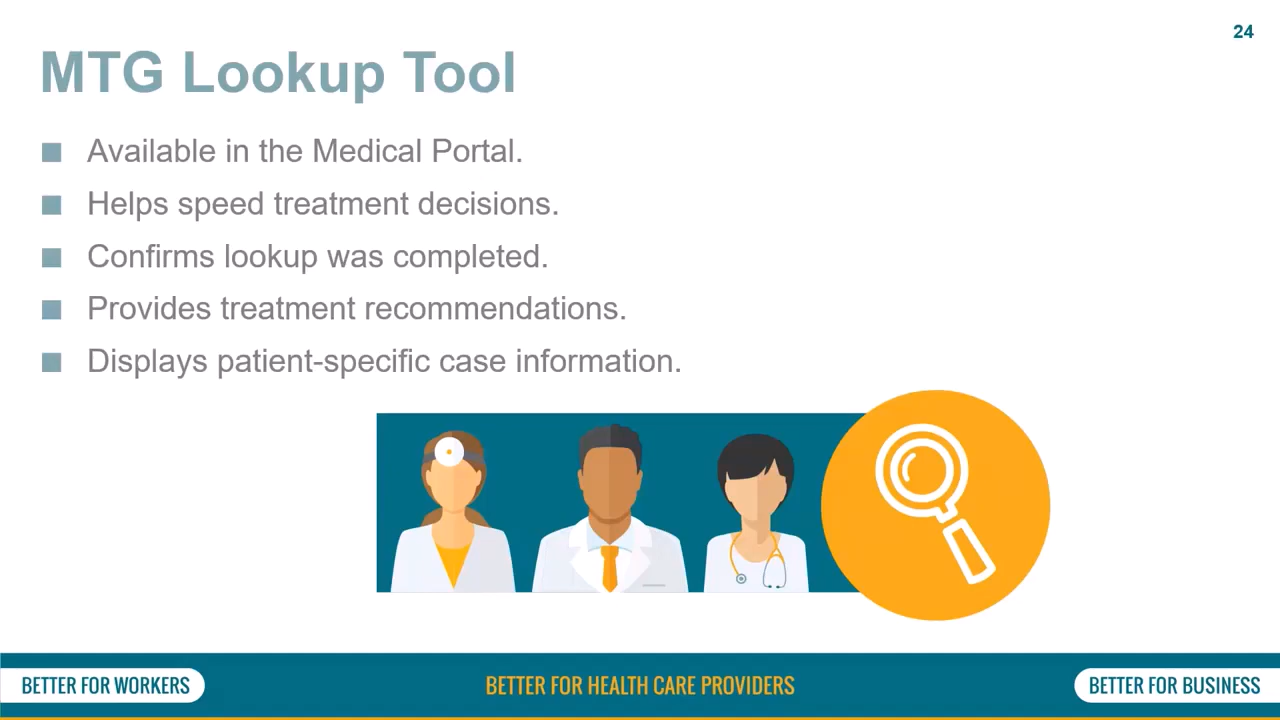 24
MTG Lookup Tool
Available in the Medical Portal.
Helps speed treatment decisions.
Confirms lookup was completed.
Provides treatment recommendations.
Displays patient-specific case information.
BETTER FOR WORKERS
BETTER FOR HEALTH CARE PROVIDERS
BETTER FOR BUSINESS